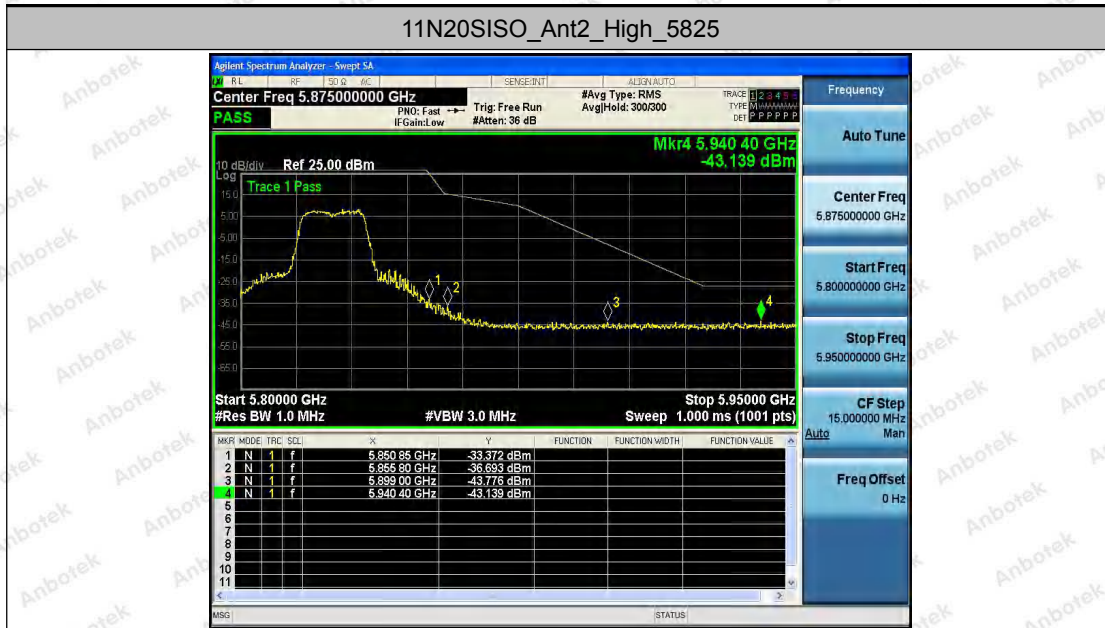 11N20SISO_Ant2_High_5825
Agilent Spectrum Analyzer - Swept SA
RL RF 50 Ω AC SENSE:INT ALIGN AUTO
Center Freq 5.875000000 GHz
PASS
PNO: Fast
IFGain:Low
Trig: Free Run
#Atten: 36 dB
#Avg Type: RMS
Avg|Hold: 300/300
TRACE 1 2 3 4 5 6
TYPE M
DET P P P P P P
Mkr4 5.940 40 GHz
-43.139 dBm
10 dB/div Ref 25.00 dBm
Log
Trace 1 Pass
15.0
5.00
-5.00
-15.0
-25.0
-35.0
-45.0
-55.0
-65.0
1
2
3
4
Start 5.80000 GHz Stop 5.95000 GHz
#Res BW 1.0 MHz #VBW 3.0 MHz Sweep 1.000 ms (1001 pts)
MKR MODE TRC SCL X Y FUNCTION FUNCTION WIDTH FUNCTION VALUE
1 N 1 f 5.850 85 GHz -33.372 dBm
2 N 1 f 5.855 80 GHz -36.693 dBm
3 N 1 f 5.899 00 GHz -43.776 dBm
4 N 1 f 5.940 40 GHz -43.139 dBm
5
6
7
8
9
10
11
MSG STATUS
Frequency
Auto Tune
Center Freq
5.875000000 GHz
Start Freq
5.800000000 GHz
Stop Freq
5.950000000 GHz
CF Step
15.000000 MHz
Auto Man
Freq Offset
0 Hz